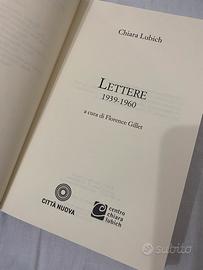 Chiara Lubich
LETTERE
1939-1960
a cura di Florence Gillet
CITTÀ NUOVA
centro
chiara
lubich
subito